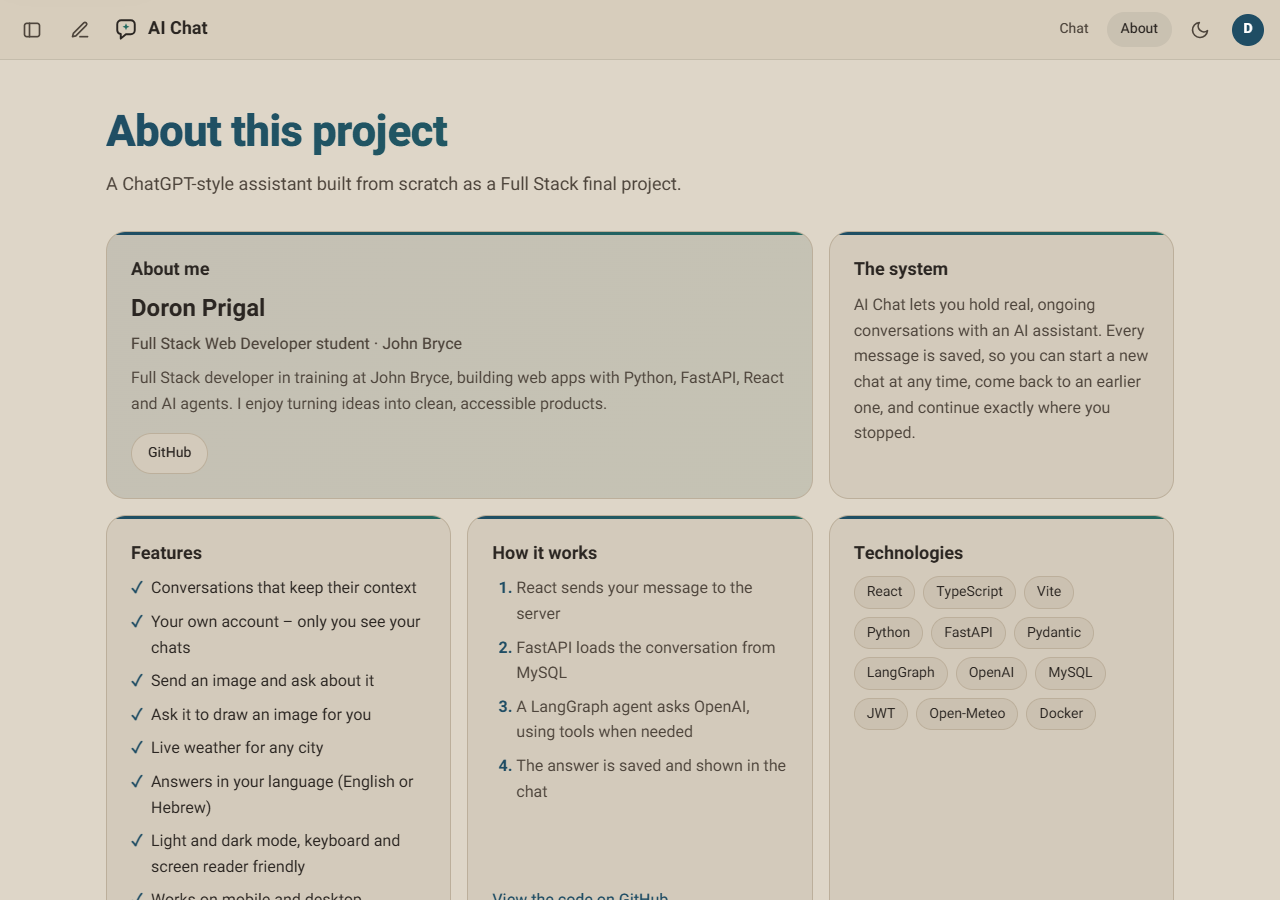 AI Chat
Chat
About
D
About this project
A ChatGPT-style assistant built from scratch as a Full Stack final project.
About me
Doron Prigal
Full Stack Web Developer student · John Bryce
Full Stack developer in training at John Bryce, building web apps with Python, FastAPI, React
and AI agents. I enjoy turning ideas into clean, accessible products.
GitHub
The system
AI Chat lets you hold real, ongoing
conversations with an AI assistant. Every
message is saved, so you can start a new
chat at any time, come back to an earlier
one, and continue exactly where you
stopped.
Features
✓ Conversations that keep their context
✓ Your own account – only you see your
chats
✓ Send an image and ask about it
✓ Ask it to draw an image for you
✓ Live weather for any city
✓ Answers in your language (English or
Hebrew)
✓ Light and dark mode, keyboard and
screen reader friendly
✓ Works on mobile and desktop
How it works
1. React sends your message to the
server
2. FastAPI loads the conversation from
MySQL
3. A LangGraph agent asks OpenAI,
using tools when needed
4. The answer is saved and shown in the
chat
View the code on GitHub
Technologies
React TypeScript Vite
Python FastAPI Pydantic
LangGraph OpenAI MySQL
JWT Open-Meteo Docker